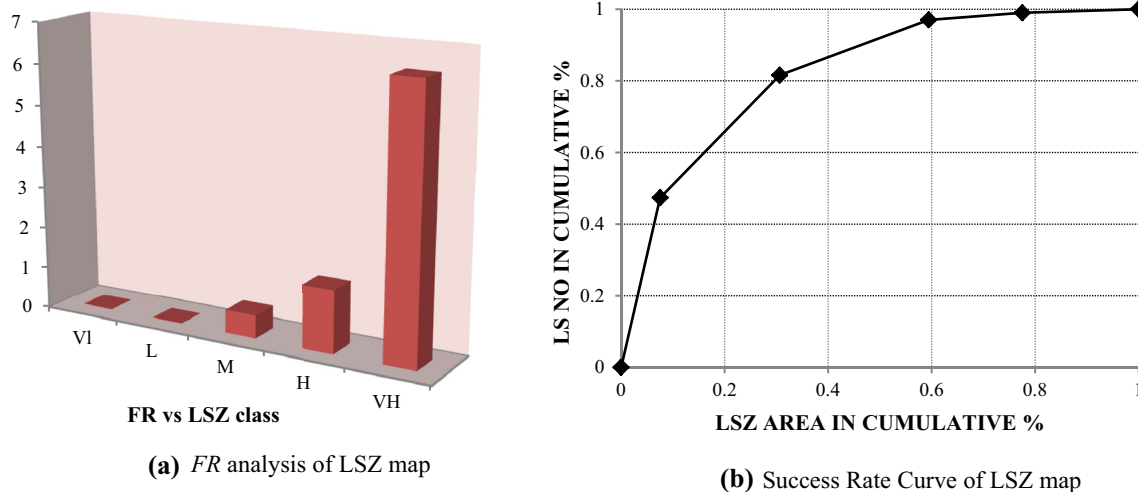 7
6
5
4
3
2
1
0
Vl
L
M
H
VH
FR vs LSZ class
(a) FR analysis of LSZ map
LS NO IN CUMULATIVE %
1
0.8
0.6
0.4
0.2
0
0 0.2 0.4 0.6 0.8 1
LSZ AREA IN CUMULATIVE %
(b) Success Rate Curve of LSZ map